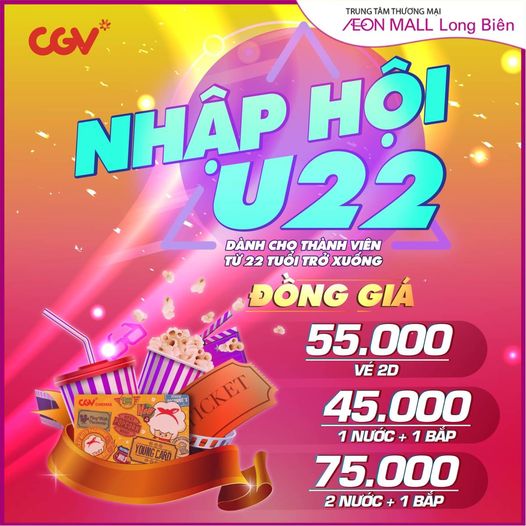 CGV
TRUNG TÂM THƯƠNG MẠI
ÆON MALL Long Biên
NHẬP HỘI
U22
DÀNH CHO THÀNH VIÊN
TỪ 22 TUỔI TRỞ XUỐNG
ĐỒNG GIÁ
55.000
VÉ 2D
45.000
1 NƯỚC + 1 BẮP
75.000
2 NƯỚC + 1 BẮP
TICKET
CGV
YOUNG CARD